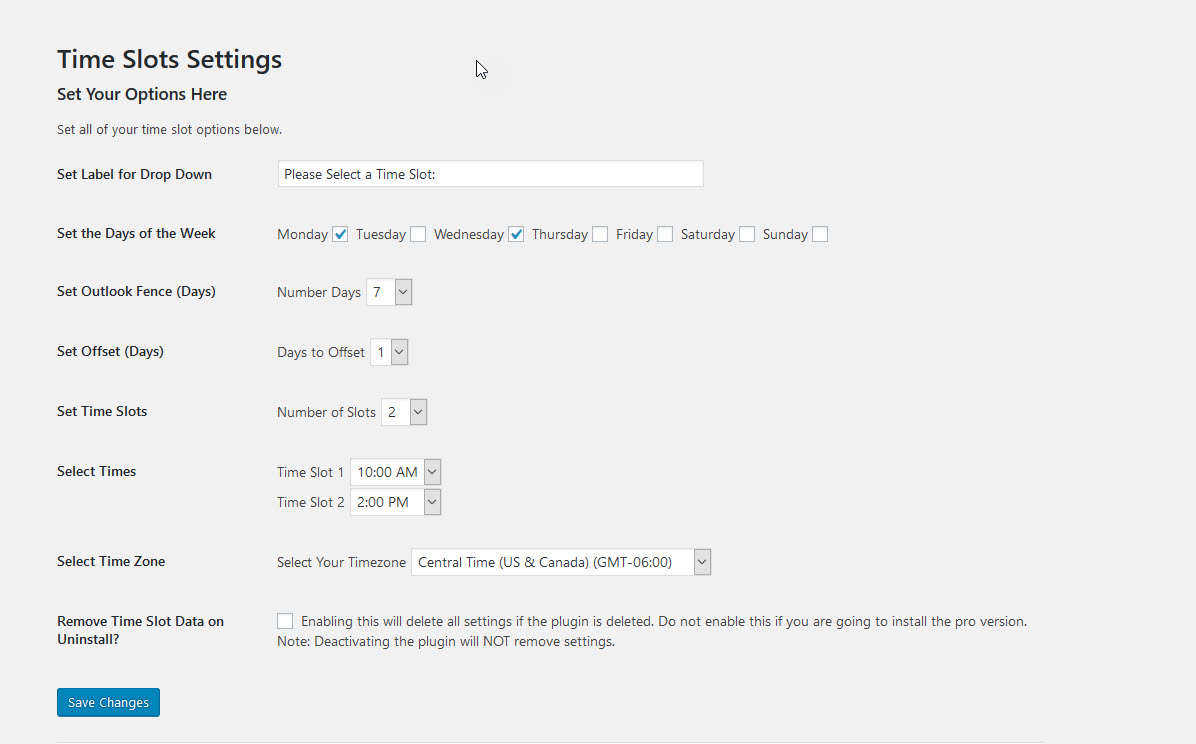 Time Slots Settings
Set Your Options Here
Set all of your time slot options below.
Set Label for Drop Down Please Select a Time Slot:
Set the Days of the Week Monday Tuesday Wednesday Thursday Friday Saturday Sunday
Set Outlook Fence (Days) Number Days 7
Set Offset (Days) Days to Offset 1
Set Time Slots Number of Slots 2
Select Times Time Slot 1 10:00 AM
Time Slot 2 2:00 PM
Select Time Zone Select Your Timezone Central Time (US & Canada) (GMT-06:00)
Remove Time Slot Data on Uninstall?
Enabling this will delete all settings if the plugin is deleted. Do not enable this if you are going to install the pro version.
Note: Deactivating the plugin will NOT remove settings.
Save Changes